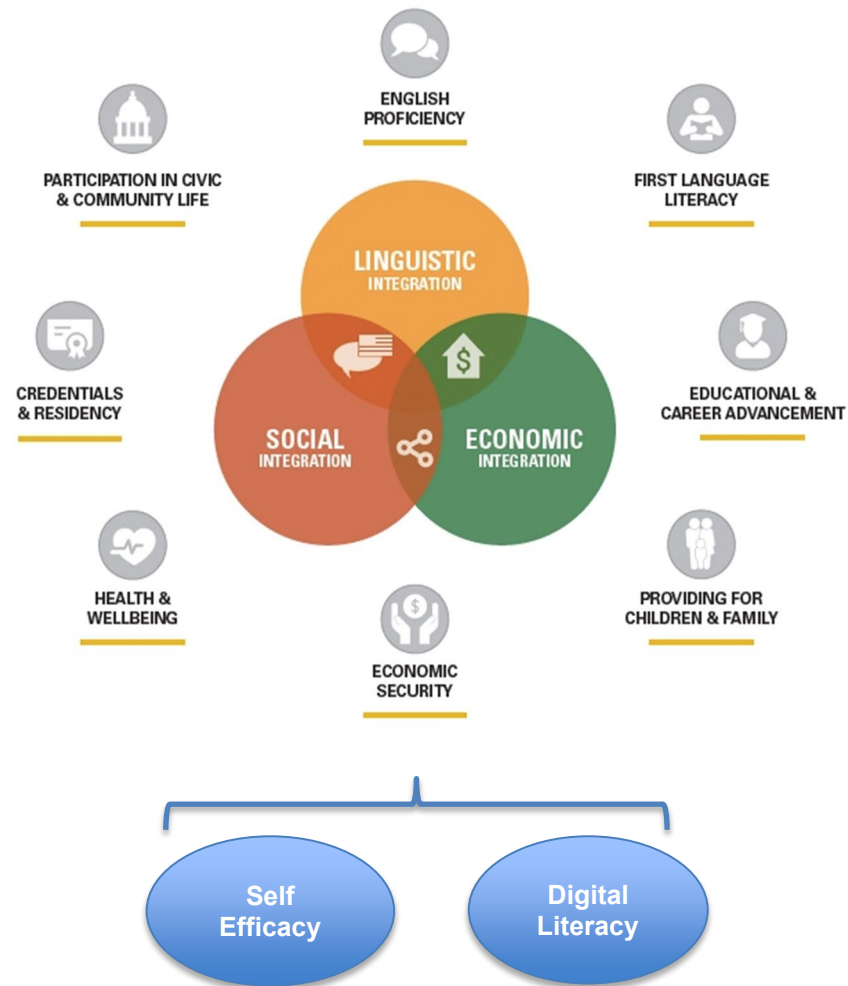 ENGLISH
PROFICIENCY
PARTICIPATION IN CIVIC
& COMMUNITY LIFE
FIRST LANGUAGE
LITERACY
LINGUISTIC
INTEGRATION
$
CREDENTIALS
& RESIDENCY
EDUCATIONAL &
CAREER ADVANCEMENT
SOCIAL
INTEGRATION
ECONOMIC
INTEGRATION
HEALTH &
WELLBEING
PROVIDING FOR
CHILDREN & FAMILY
$
ECONOMIC
SECURITY
Self
Efficacy
Digital
Literacy